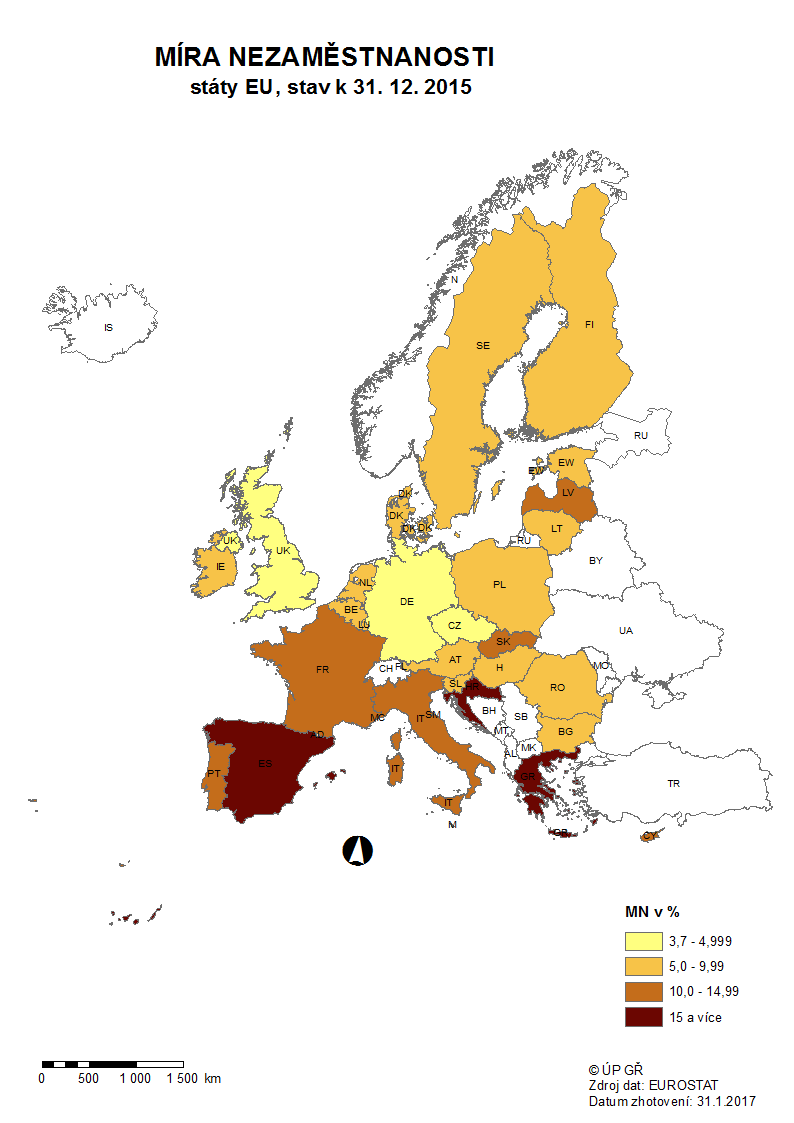 MÍRA NEZAMĚSTNANOSTI
státy EU, stav k 31. 12. 2015
N
IS
FI
SE
RU
EW
EW
LV
DK
DK
DK
DK
LT
UK
RU
UK
BY
IE
NL
PL
DE
BE
LU
CZ
UA
SK
FR
CH
FL
AT
H
MO
SL
HR
RO
BH
MC
IT
SM
SB
AD
MT
BG
MK
AL
ES
IT
PT
GR
TR
IT
M
GR
CY
MN v %
3,7 - 4,999
5,0 - 9,99
10,0 - 14,99
15 a více
0 500 1 000 1 500 km
© ÚP GŘ
Zdroj dat: EUROSTAT
Datum zhotovení: 31.1.2017